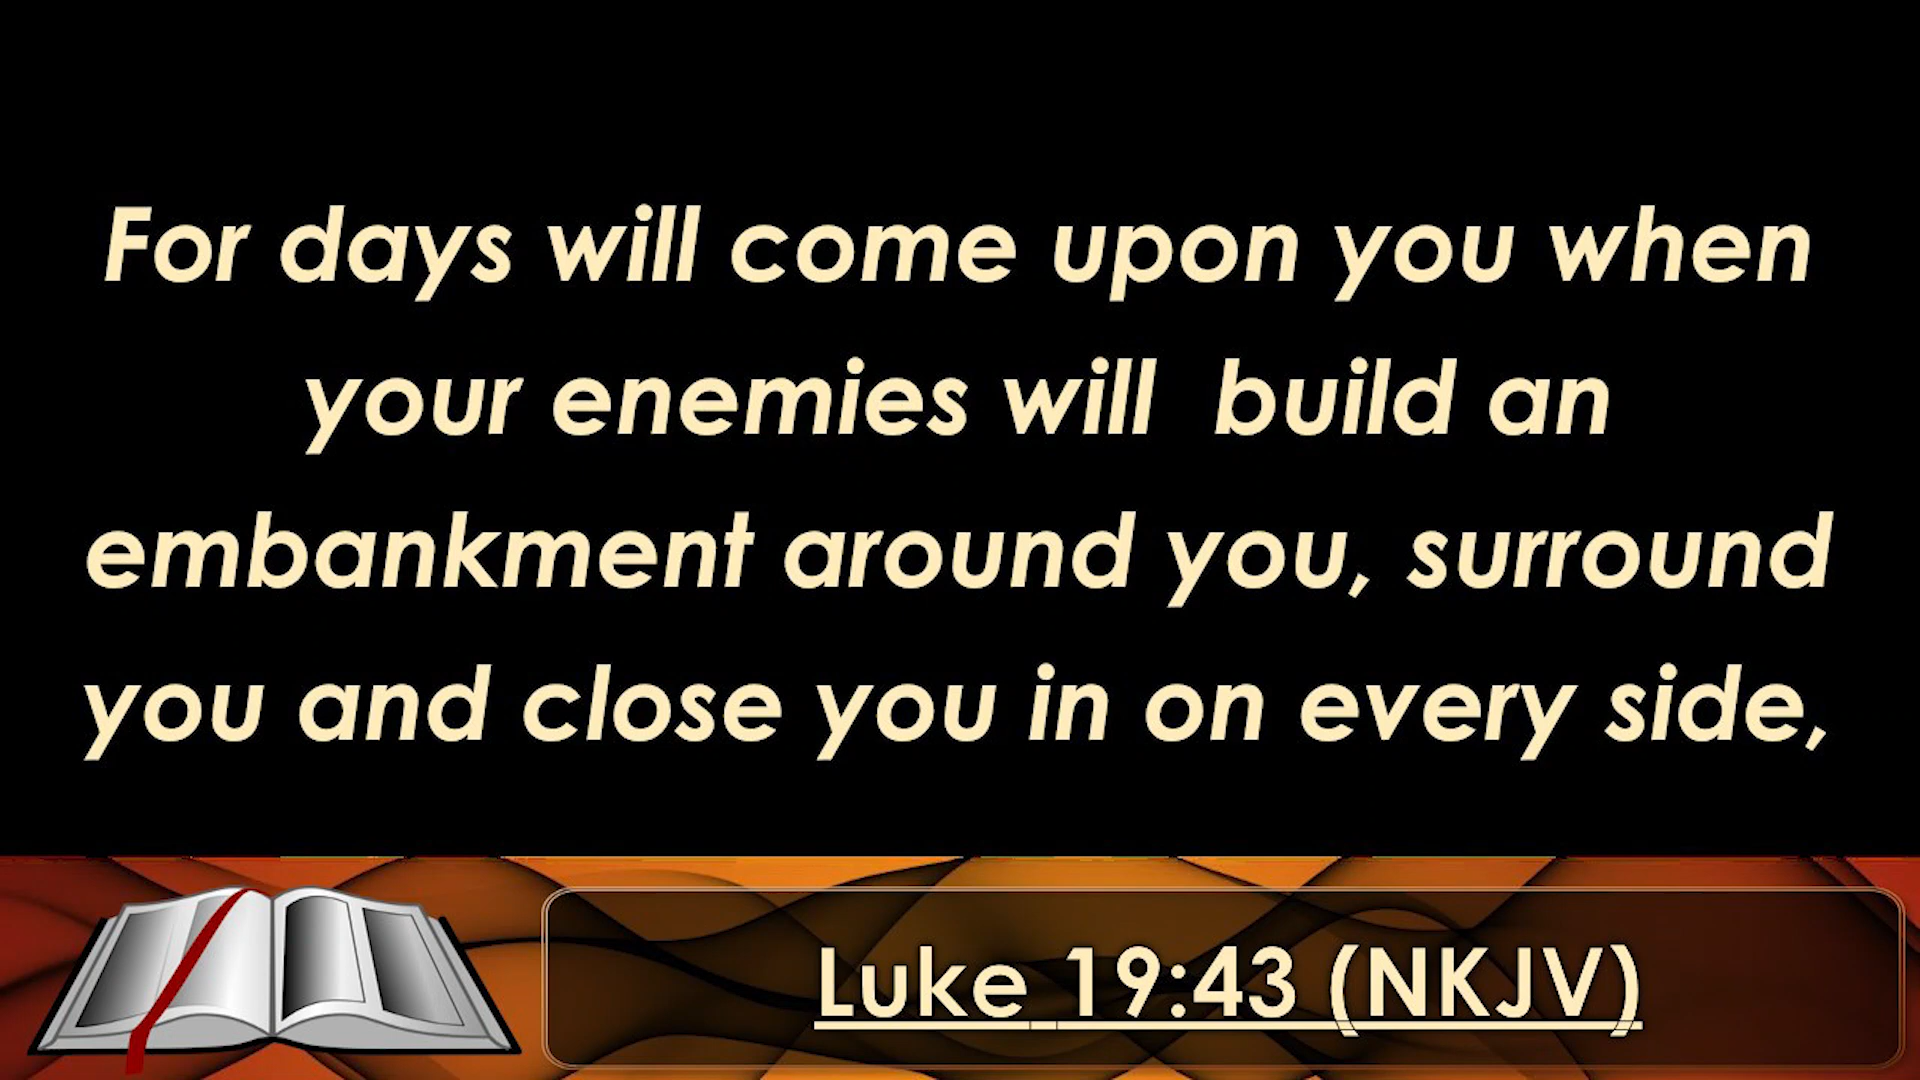 For days will come upon you when
your enemies will  build an
embankment around you, surround
you and close you in on every side,
Luke 19:43 (NKJV)